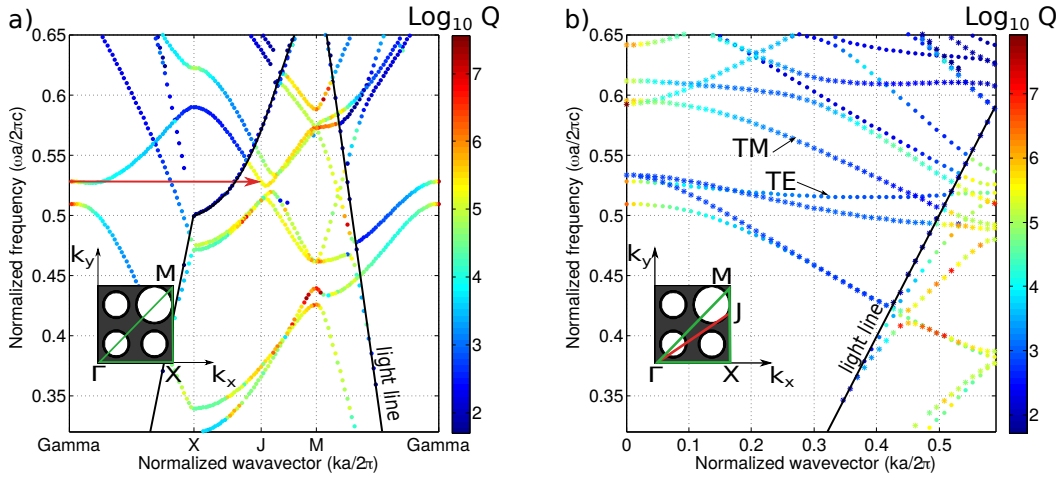 a)
Log10 Q
0.65
0.6
0.55
0.5
0.45
0.4
0.35
Normalized frequency (ωa/2πc)
ky
M
Γ
X
kx
light line
Gamma
X
J
M
Gamma
Normalized wavavector (ka/2π)
7
6
5
4
3
2
b)
Log10 Q
0.65
0.6
0.55
0.5
0.45
0.4
0.35
Normalized frequency (ωa/2πc)
TM
TE
ky
M
J
Γ
X
kx
light line
0
0.1
0.2
0.3
0.4
0.5
Normalized wavevector (ka/2π)
7
6
5
4
3
2